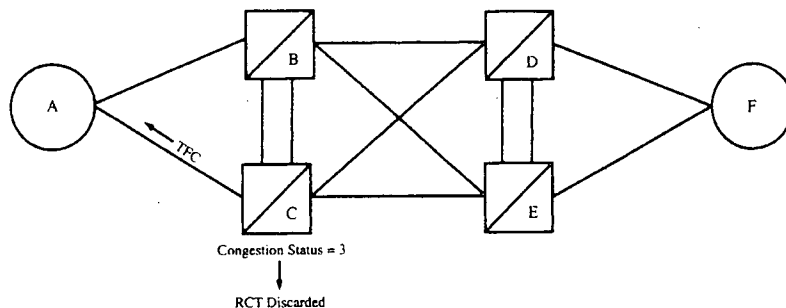 B
D
A
F
TFC
C
E
Congestion Status = 3
RCT Discarded